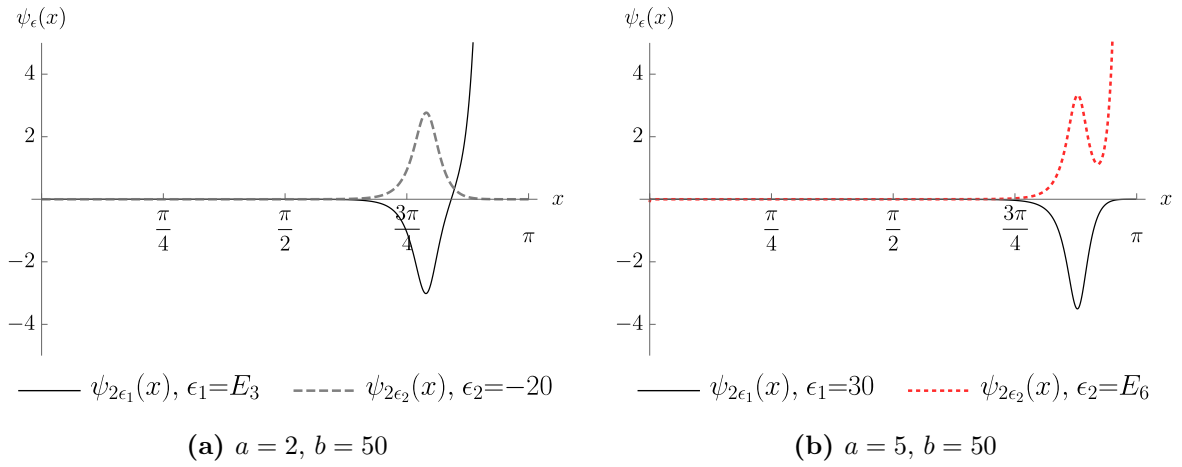 ψ_ϵ(x)
4
2
−2
−4
π/4
π/2
3π/4
π
x
ψ_{2ϵ_1}(x), ϵ_1=E_3
ψ_{2ϵ_2}(x), ϵ_2=−20
(a) a = 2, b = 50
ψ_ϵ(x)
4
2
−2
−4
π/4
π/2
3π/4
π
x
ψ_{2ϵ_1}(x), ϵ_1=30
ψ_{2ϵ_2}(x), ϵ_2=E_6
(b) a = 5, b = 50